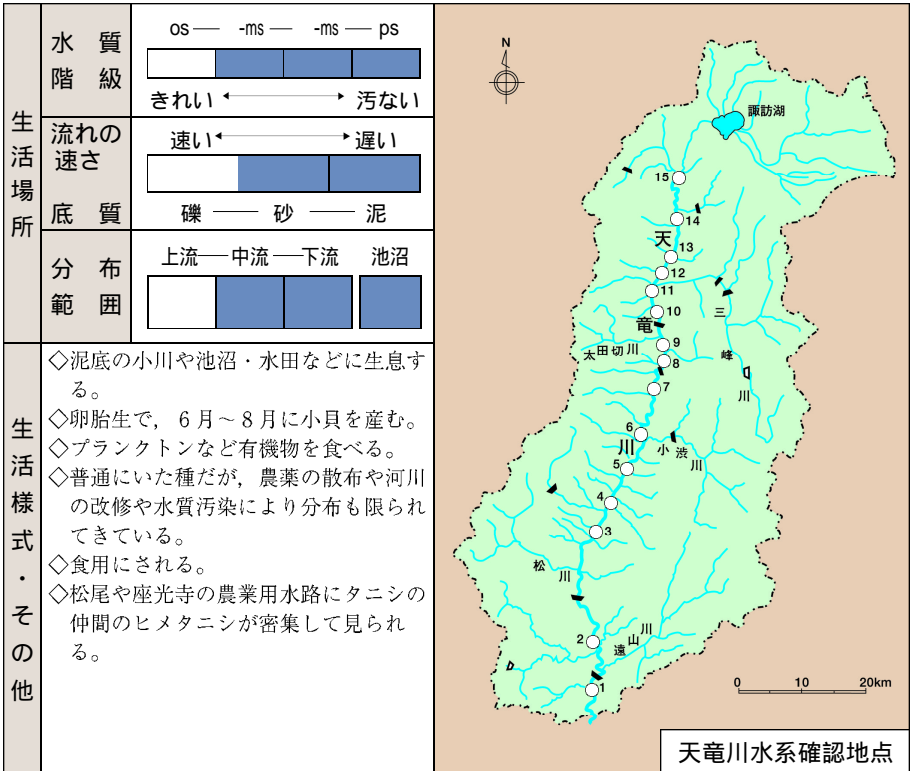 生活場所
水質
階級
os ― -ms ― -ms ― ps
きれい 汚ない
流れの
速さ
速い 遅い
底質
礫 ― 砂 ― 泥
分布
範囲
上流 ― 中流 ― 下流 池沼
生活様式・その他
◇泥底の小川や池沼・水田などに生息す
る。
◇卵胎生で，６月～８月に小貝を産む。
◇プランクトンなど有機物を食べる。
◇普通にいた種だが，農薬の散布や河川
の改修や水質汚染により分布も限られ
てきている。
◇食用にされる。
◇松尾や座光寺の農業用水路にタニシの
仲間のヒメタニシが密集して見られ
る。
N
諏訪湖
15
14
天
13
12
11
三
10
竜
9
太田切川
峰
8
7
川
6
川
小渋川
5
4
3
松川
2
遠山川
1
0 10 20km
天竜川水系確認地点